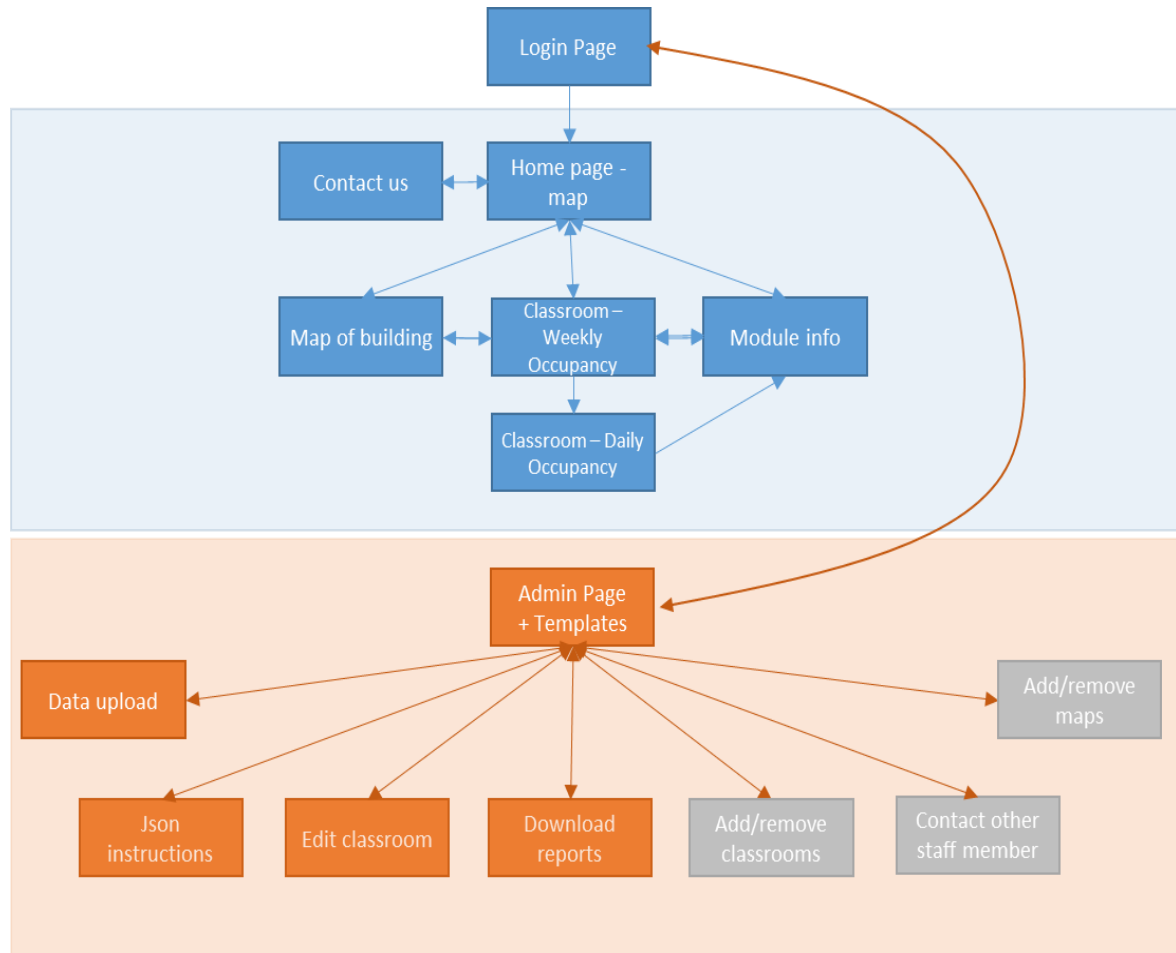 Login Page
Contact us
Home page -
map
Map of building
Classroom – 
Weekly
Occupancy
Module info
Classroom – Daily
Occupancy
Admin Page
+ Templates
Data upload
Add/remove
maps
Json
instructions
Edit classroom
Download
reports
Add/remove
classrooms
Contact other
staff member